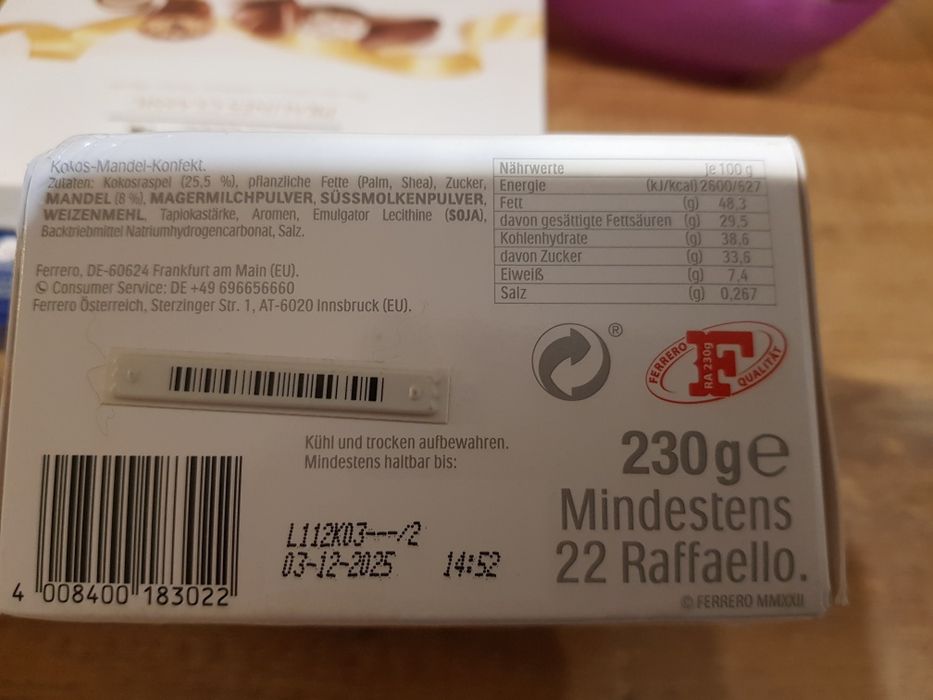 Kokos-Mandel-Konfekt.
Zutaten: Kokosraspel (25,5 %), pflanzliche Fette (Palm, Shea), Zucker,
MANDEL (8 %), MAGERMILCHPULVER, SÜSSMOLKENPULVER,
WEIZENMEHL, Tapiokastärke, Aromen, Emulgator Lecithine (SOJA),
Backtriebmittel Natriumhydrogencarbonat, Salz.
Ferrero, DE-60624 Frankfurt am Main (EU).
Consumer Service: DE +49 696656660
Ferrero Österreich, Sterzinger Str. 1, AT-6020 Innsbruck (EU).
Nährwerte je 100 g
Energie (kJ/kcal) 2600/627
Fett (g) 48,3
davon gesättigte Fettsäuren (g) 29,5
Kohlenhydrate (g) 38,6
davon Zucker (g) 33,6
Eiweiß (g) 7,4
Salz (g) 0,267
®
FERRERO
F
RA 230g
QUALITÄT
Kühl und trocken aufbewahren.
Mindestens haltbar bis:
L112K03---/2
03-12-2025 14:52
4 008400 183022
230 g e
Mindestens
22 Raffaello.
© FERRERO MMXXII